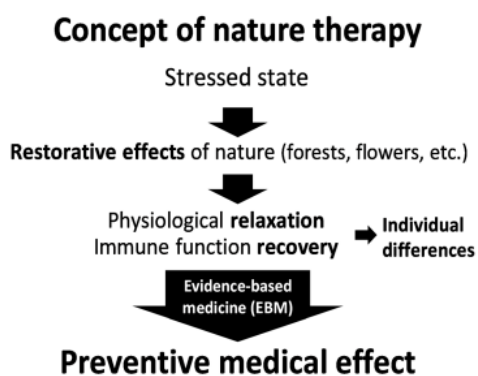 Concept of nature therapy
Stressed state
Restorative effects of nature (forests, flowers, etc.)
Physiological relaxation
Immune function recovery
Individual
differences
Evidence-based
medicine (EBM)
Preventive medical effect